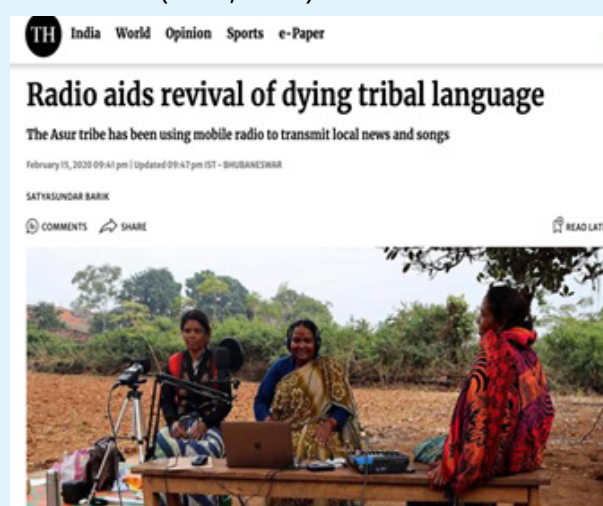 TH India World Opinion Sports e-Paper
Radio aids revival of dying tribal language
The Asur tribe has been using mobile radio to transmit local news and songs
February 15, 2020 09:41 pm | Updated 09:47 pm IST - BHUBANESWAR
SATYASUNDAR BARIK
COMMENTS SHARE READ LAT